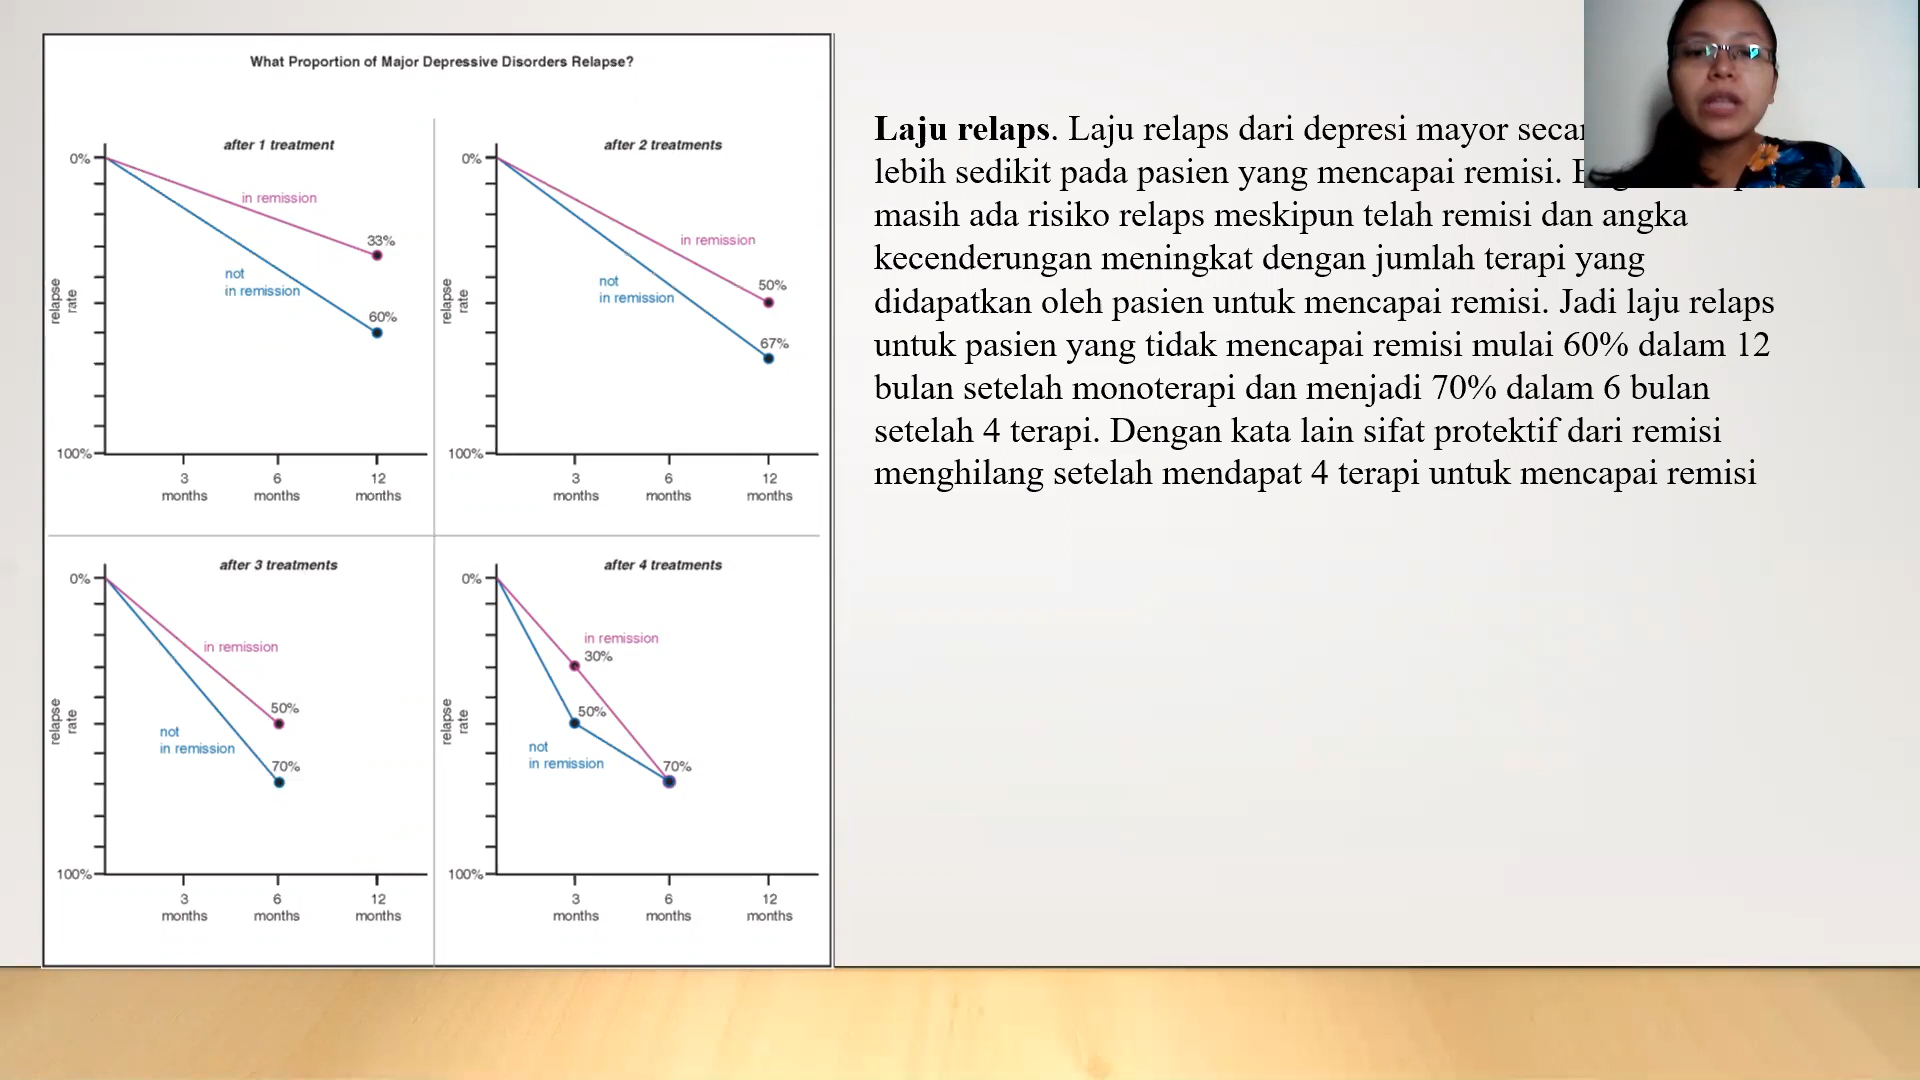 What Proportion of Major Depressive Disorders Relapse?
after 1 treatment
0%
in remission
33%
not
in remission
60%
relapse
rate
100%
3
months
6
months
12
months
after 2 treatments
0%
in remission
50%
not
in remission
67%
relapse
rate
100%
3
months
6
months
12
months
after 3 treatments
0%
in remission
50%
not
in remission
70%
relapse
rate
100%
3
months
6
months
12
months
after 4 treatments
0%
in remission
30%
50%
not
in remission
70%
relapse
rate
100%
3
months
6
months
12
months
Laju relaps. Laju relaps dari depresi mayor
lebih sedikit pada pasien yang mencapai remisi.
masih ada risiko relaps meskipun telah remisi dan angka
kecenderungan meningkat dengan jumlah terapi yang
didapatkan oleh pasien untuk mencapai remisi. Jadi laju relaps
untuk pasien yang tidak mencapai remisi mulai 60% dalam 12
bulan setelah monoterapi dan menjadi 70% dalam 6 bulan
setelah 4 terapi. Dengan kata lain sifat protektif dari remisi
menghilang setelah mendapat 4 terapi untuk mencapai remisi